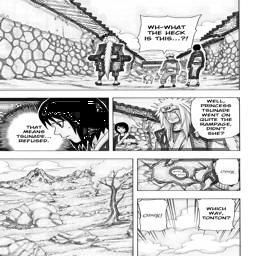 WH-WHAT
THE HECK
IS THIS...?!
WELL,
PRINCESS
TSUNADE
WENT ON
QUITE THE
RAMPAGE,
DIDN'T
SHE?
THAT
MEANS
TSUNADE...
REFUSED.
WHICH
WAY,
TONTON?